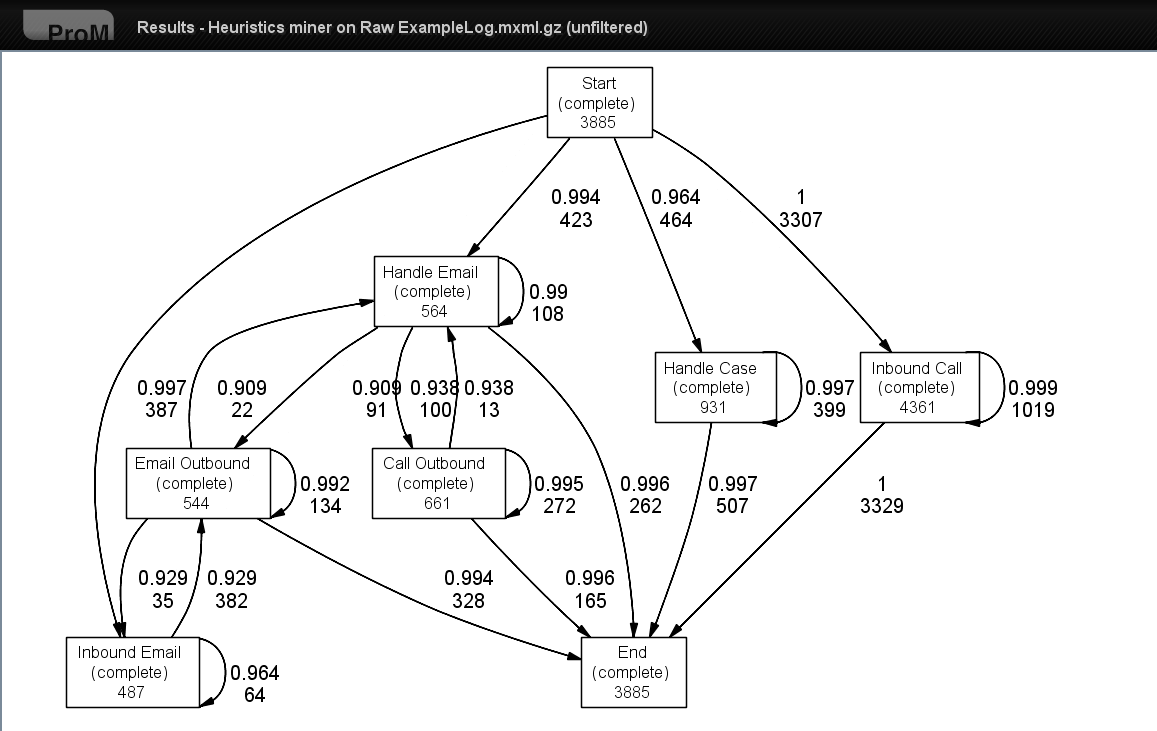 ProM
Results - Heuristics miner on Raw ExampleLog.mxml.gz (unfiltered)
Start
(complete)
3885
0.994
423
0.964
464
1
3307
Handle Email
(complete)
564
0.99
108
Handle Case
(complete)
931
0.997
399
Inbound Call
(complete)
4361
0.999
1019
0.997
387
0.909
22
0.909
91
0.938
100
0.938
13
Email Outbound
(complete)
544
0.992
134
Call Outbound
(complete)
661
0.995
272
0.996
262
0.997
507
1
3329
0.929
35
0.929
382
0.994
328
0.996
165
Inbound Email
(complete)
487
0.964
64
End
(complete)
3885